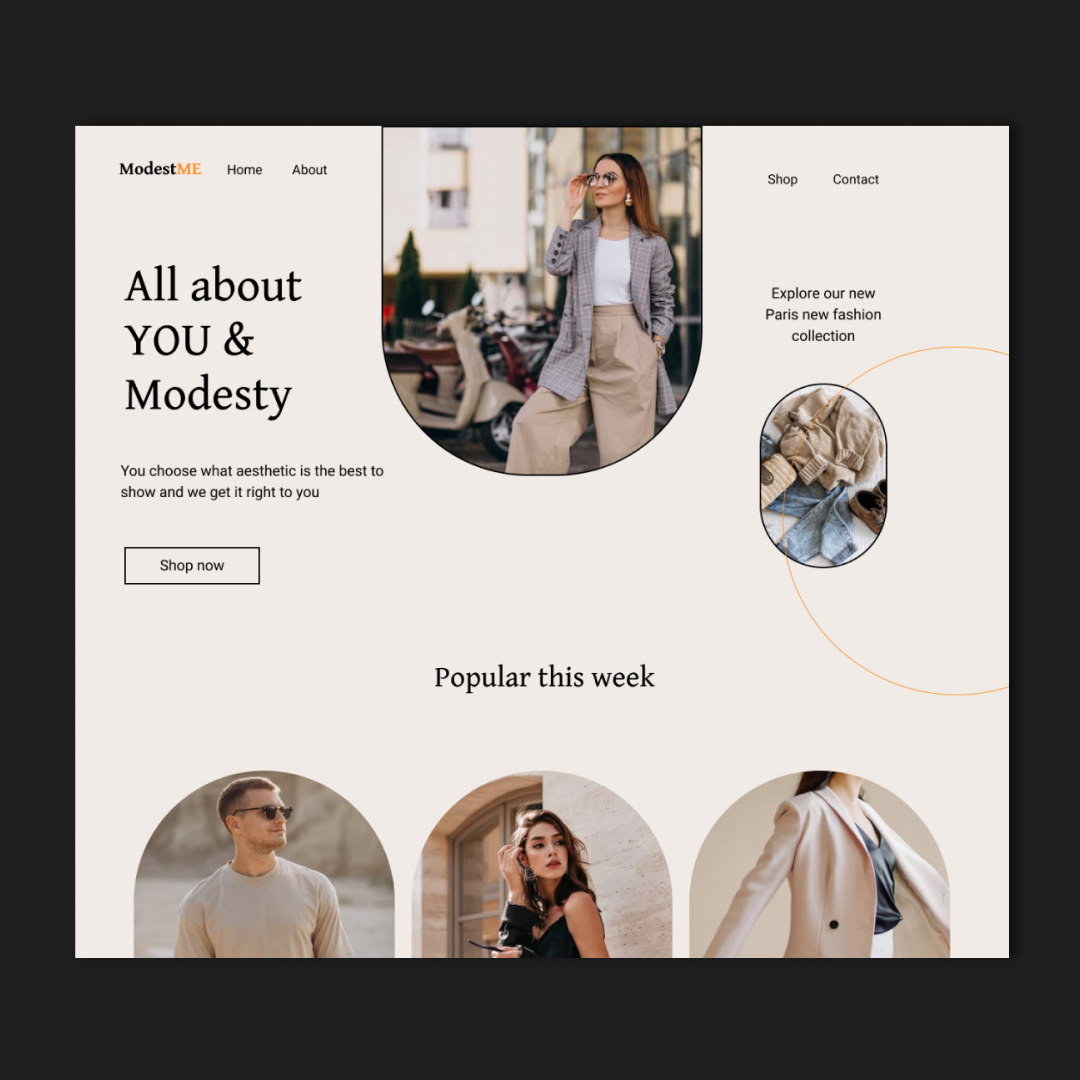 ModestME Home About
Shop Contact
All about
YOU &
Modesty
You choose what aesthetic is the best to
show and we get it right to you
Shop now
Explore our new
Paris new fashion
collection
Popular this week